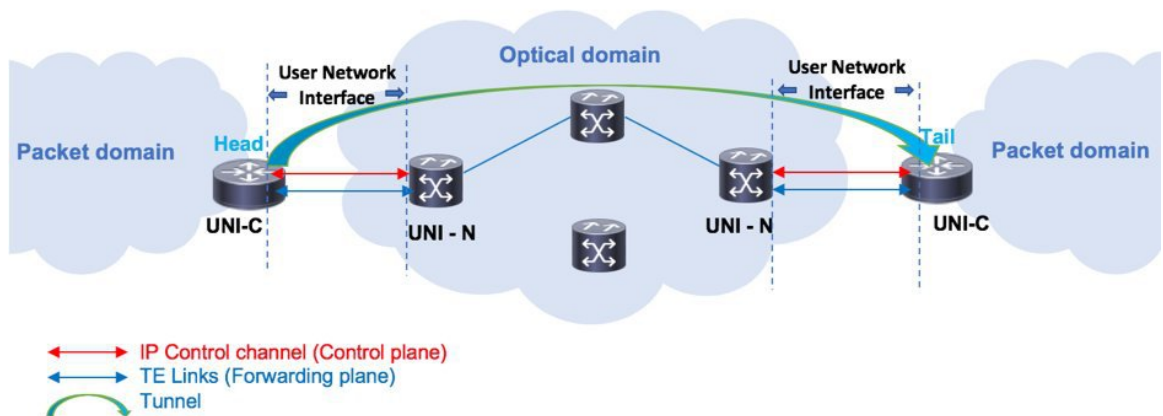 Optical domain
User Network
Interface
User Network
Interface
Head
Tail
Packet domain
Packet domain
UNI-C
UNI - N
UNI - N
UNI-C
IP Control channel (Control plane)
TE Links (Forwarding plane)
Tunnel